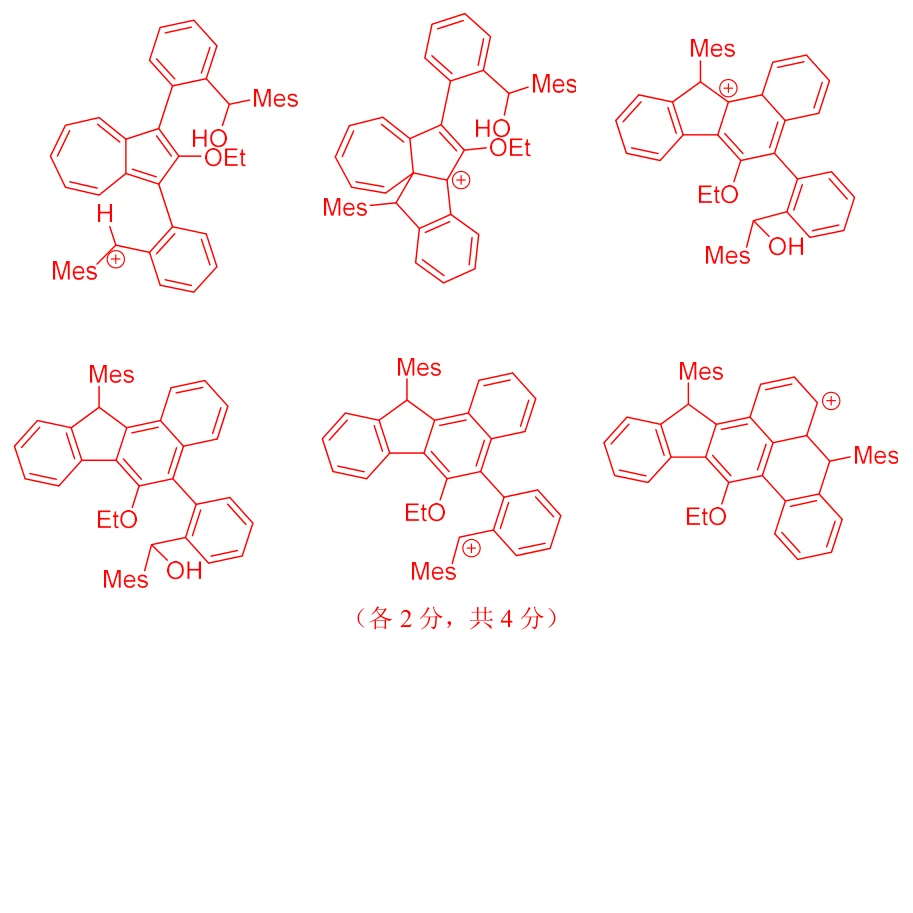 Mes
HO
OEt
H
Mes
+
Mes
HO
OEt
+
Mes
Mes
+
EtO
OH
Mes
Mes
EtO
OH
Mes
Mes
EtO
+
Mes
Mes
+
Mes
EtO
（各 2 分，共 4 分）